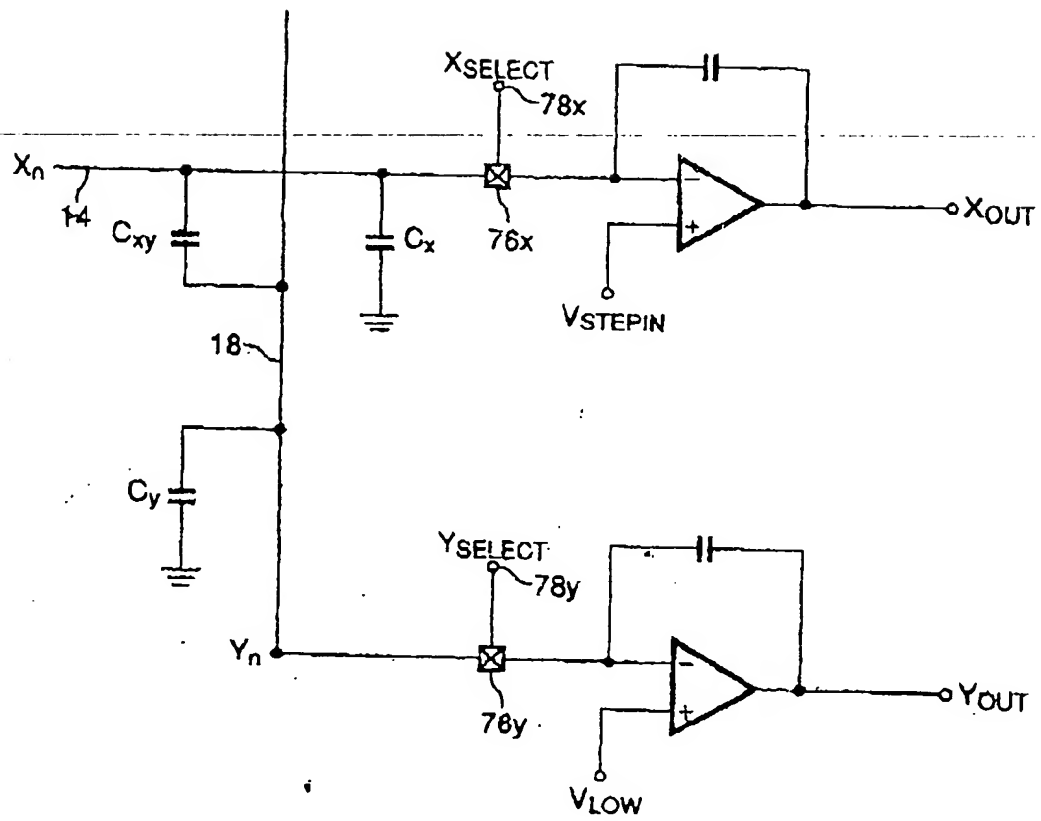 XSELECT
78x
Xn
14
Cxy
Cx
76x
−
+
XOUT
VSTEPIN
18
Cy
YSELECT
78y
Yn
76y
−
+
YOUT
VLOW